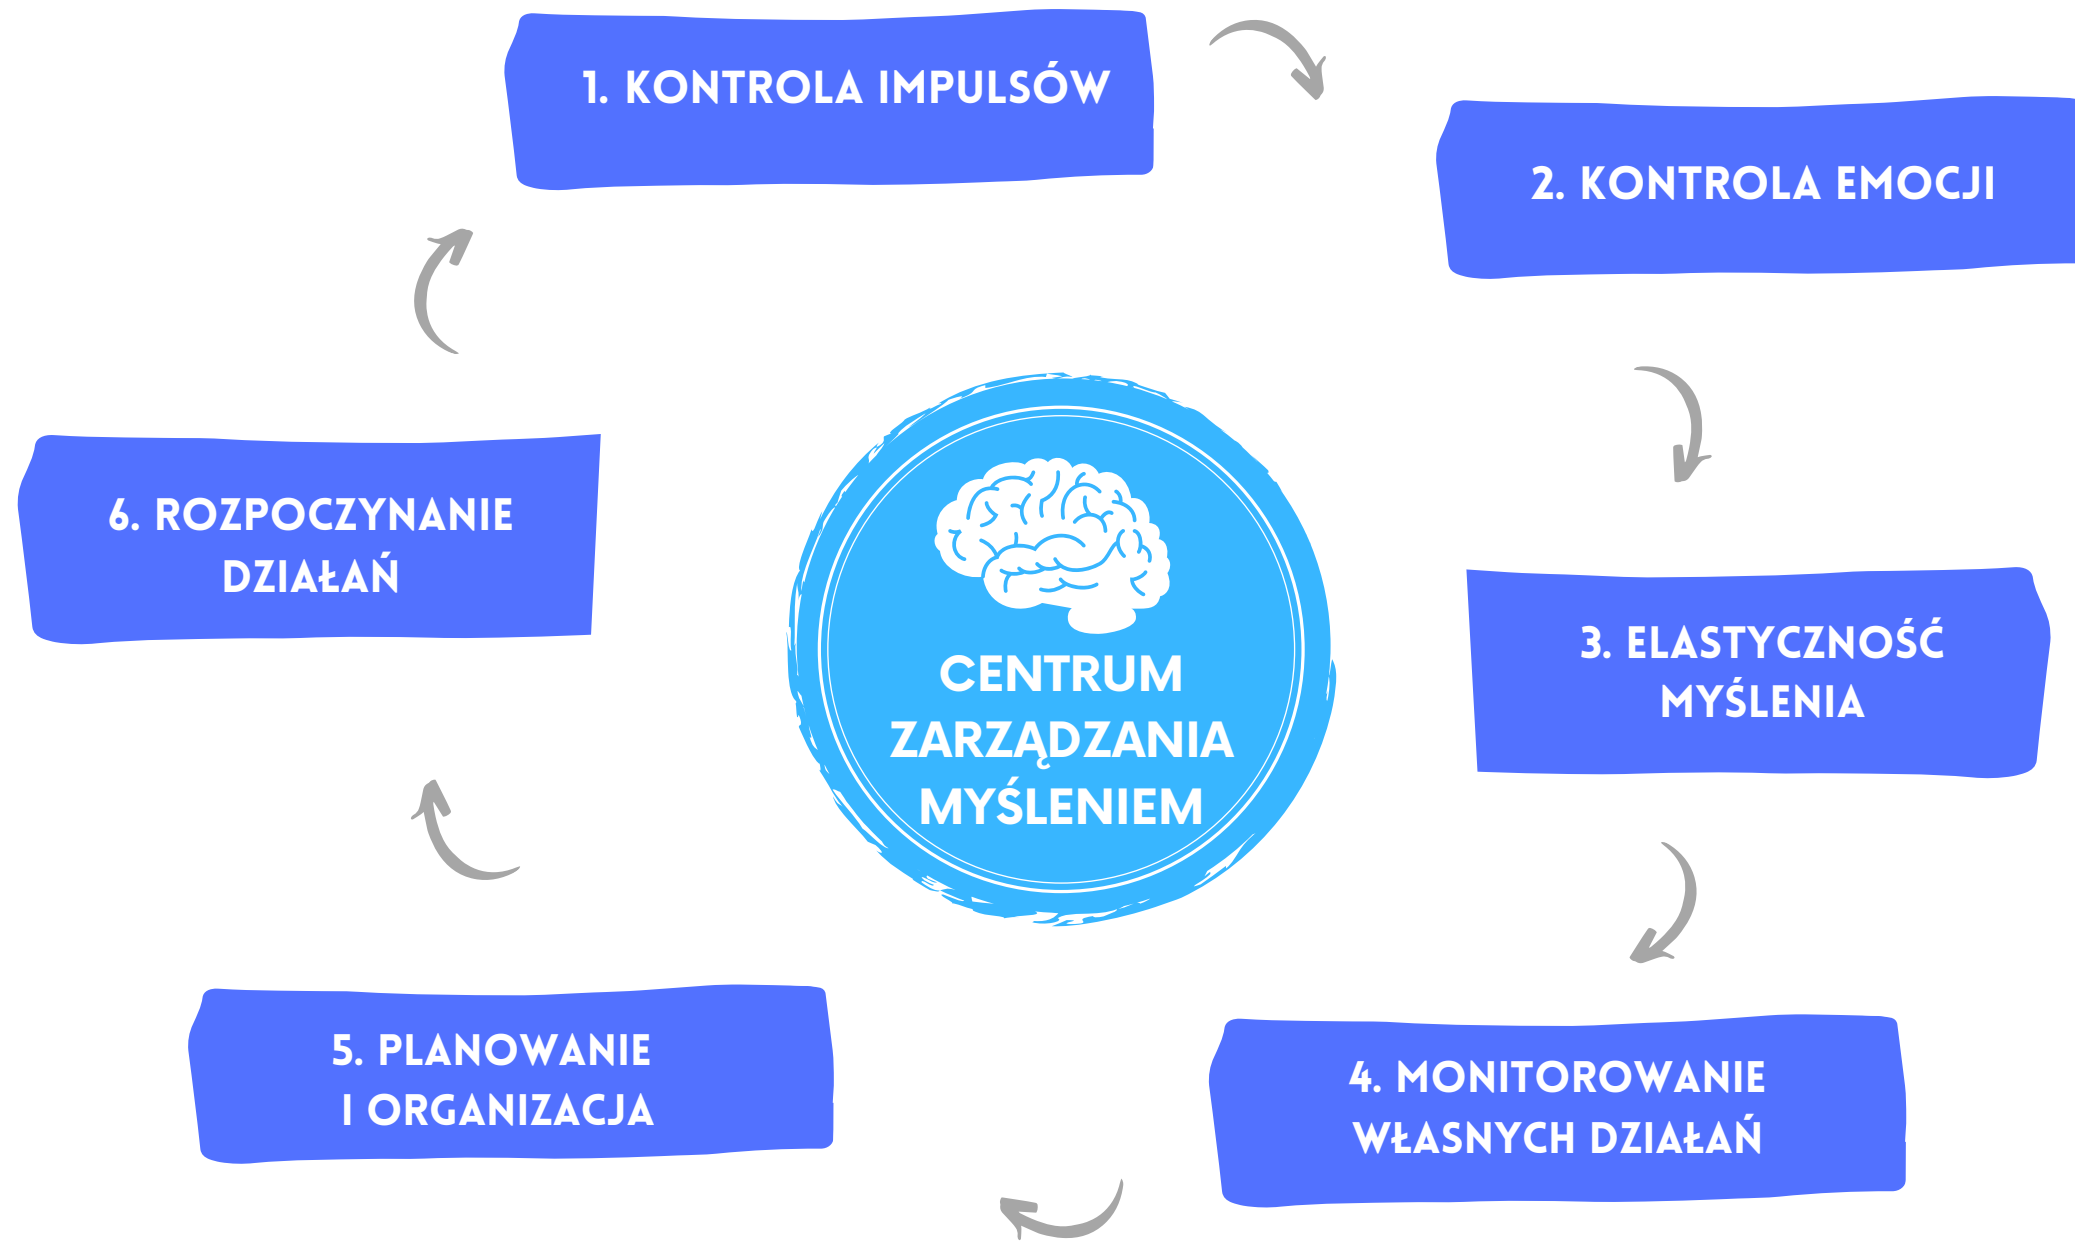 1. KONTROLA IMPULSÓW
2. KONTROLA EMOCJI
3. ELASTYCZNOŚĆ
MYŚLENIA
4. MONITOROWANIE
WŁASNYCH DZIAŁAŃ
5. PLANOWANIE
I ORGANIZACJA
6. ROZPOCZYNANIE
DZIAŁAŃ
CENTRUM
ZARZĄDZANIA
MYŚLENIEM